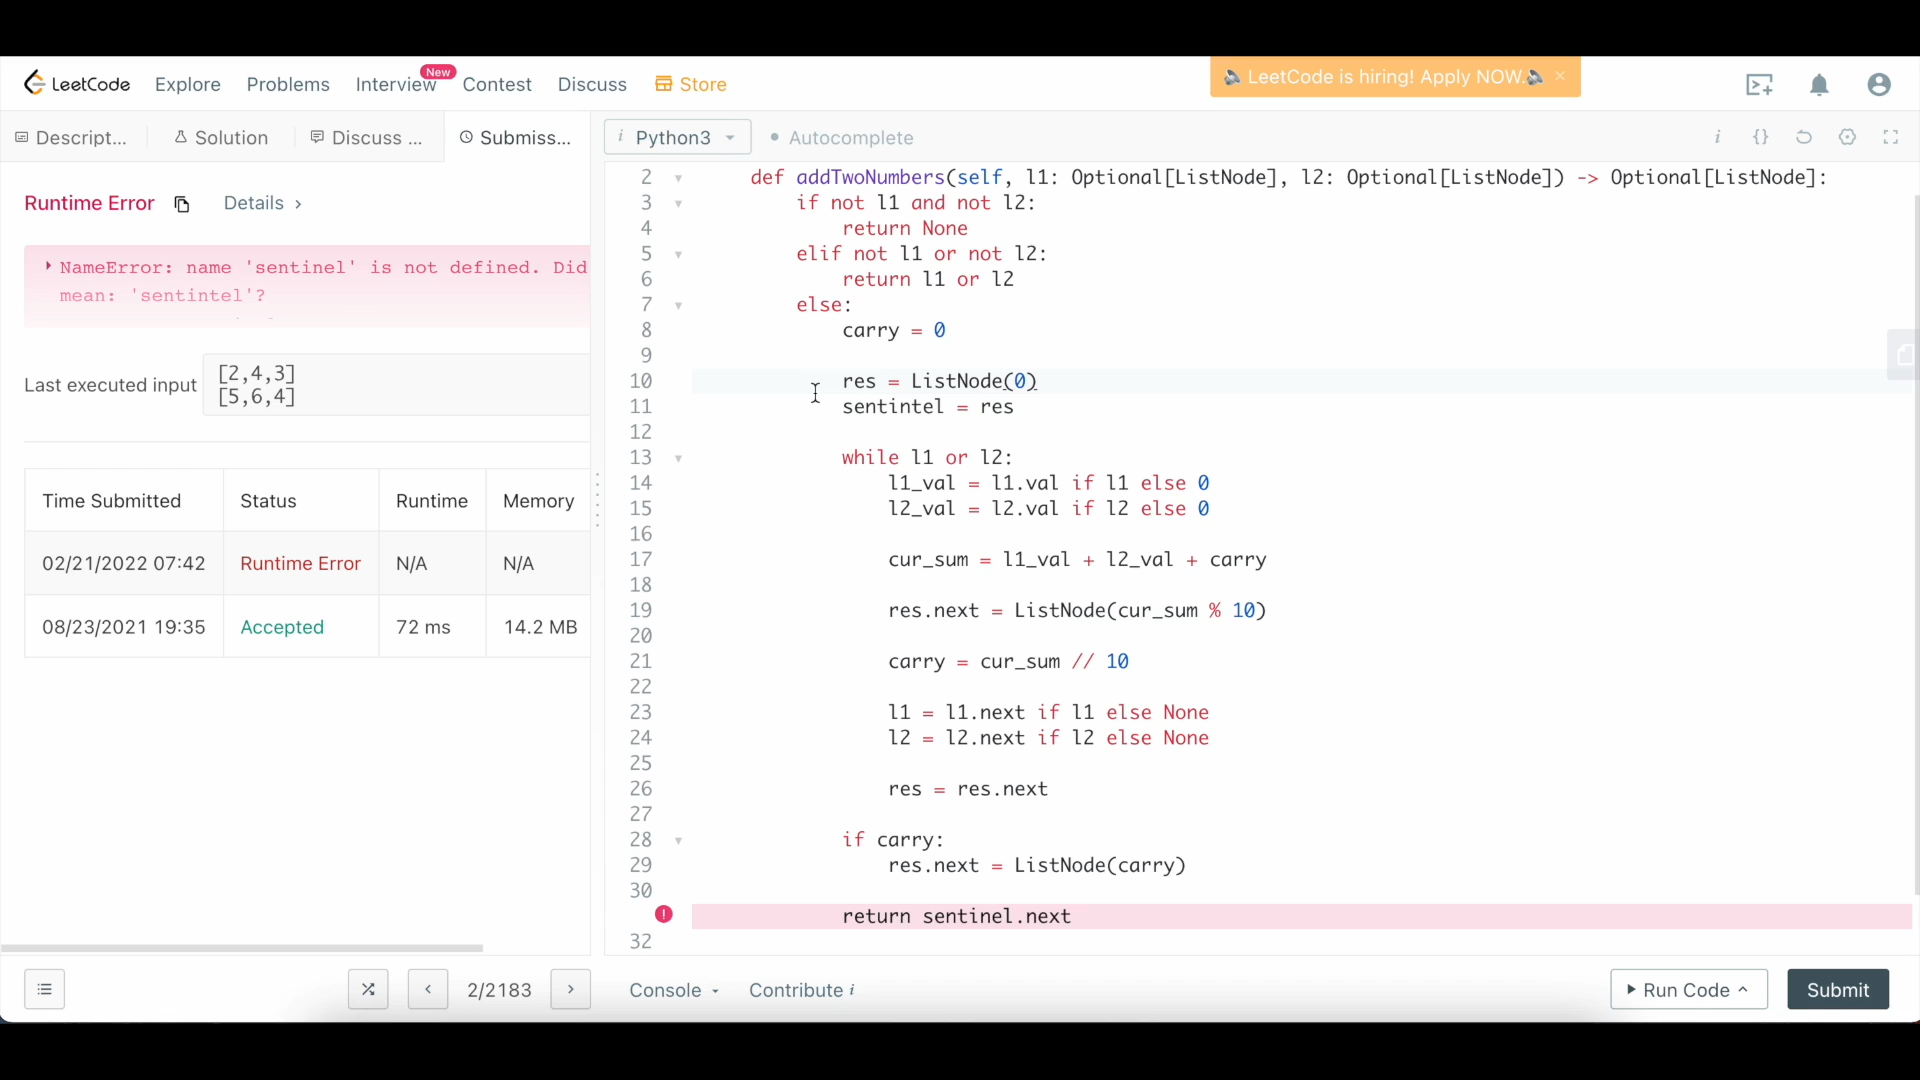 LeetCode Explore Problems Interview New Contest Discuss Store LeetCode is hiring! Apply NOW. ×
Descript... Solution Discuss ... Submiss... i Python3 Autocomplete i {}
Runtime Error Details ›
NameError: name 'sentinel' is not defined. Did
mean: 'sentintel'?
Last executed input
[2,4,3]
[5,6,4]
Time Submitted Status Runtime Memory
02/21/2022 07:42 Runtime Error N/A N/A
08/23/2021 19:35 Accepted 72 ms 14.2 MB
2 def addTwoNumbers(self, l1: Optional[ListNode], l2: Optional[ListNode]) -> Optional[ListNode]:
3 if not l1 and not l2:
4 return None
5 elif not l1 or not l2:
6 return l1 or l2
7 else:
8 carry = 0
9
10 res = ListNode(0)
11 sentintel = res
12
13 while l1 or l2:
14 l1_val = l1.val if l1 else 0
15 l2_val = l2.val if l2 else 0
16
17 cur_sum = l1_val + l2_val + carry
18
19 res.next = ListNode(cur_sum % 10)
20
21 carry = cur_sum // 10
22
23 l1 = l1.next if l1 else None
24 l2 = l2.next if l2 else None
25
26 res = res.next
27
28 if carry:
29 res.next = ListNode(carry)
30
! return sentinel.next
32
‹ 2/2183 › Console Contribute i Run Code Submit